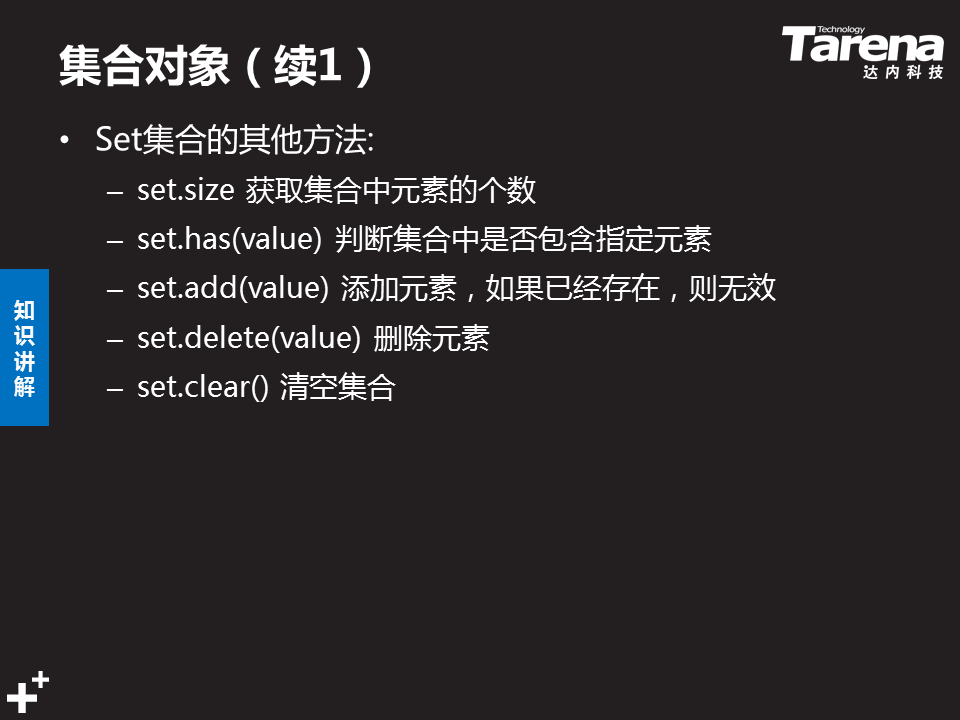 集合对象（续1）
Technology
Tarena
达内科技
• Set集合的其他方法:
– set.size 获取集合中元素的个数
– set.has(value) 判断集合中是否包含指定元素
– set.add(value) 添加元素，如果已经存在，则无效
– set.delete(value) 删除元素
– set.clear() 清空集合
知识讲解